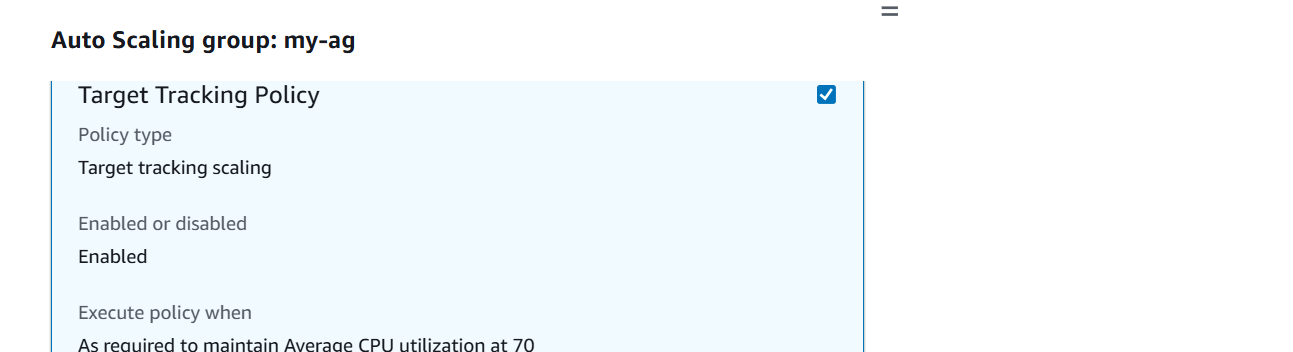 Auto Scaling group: my-ag
Target Tracking Policy
Policy type
Target tracking scaling
Enabled or disabled
Enabled
Execute policy when
As required to maintain Average CPU utilization at 70